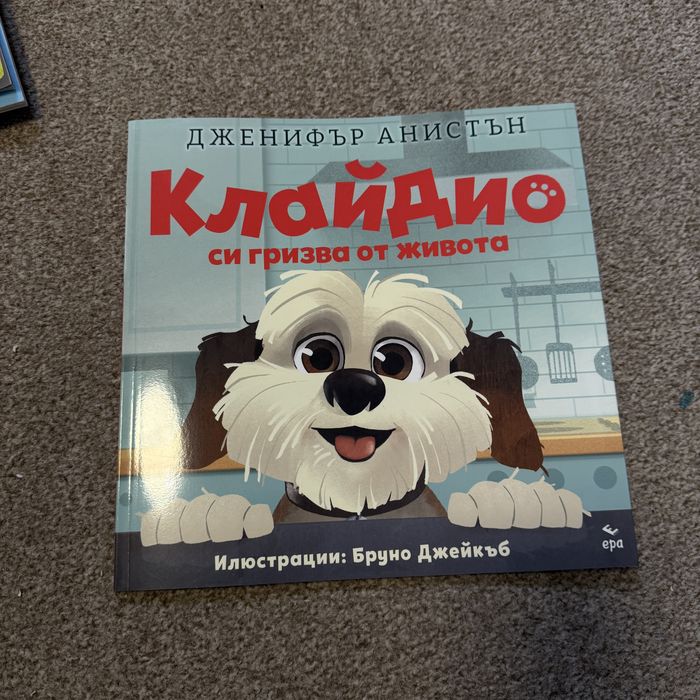 ДЖЕНИФЪР АНИСТЪН
КлайДио
си гризва от живота
Илюстрации: Бруно Джейкъб
ера